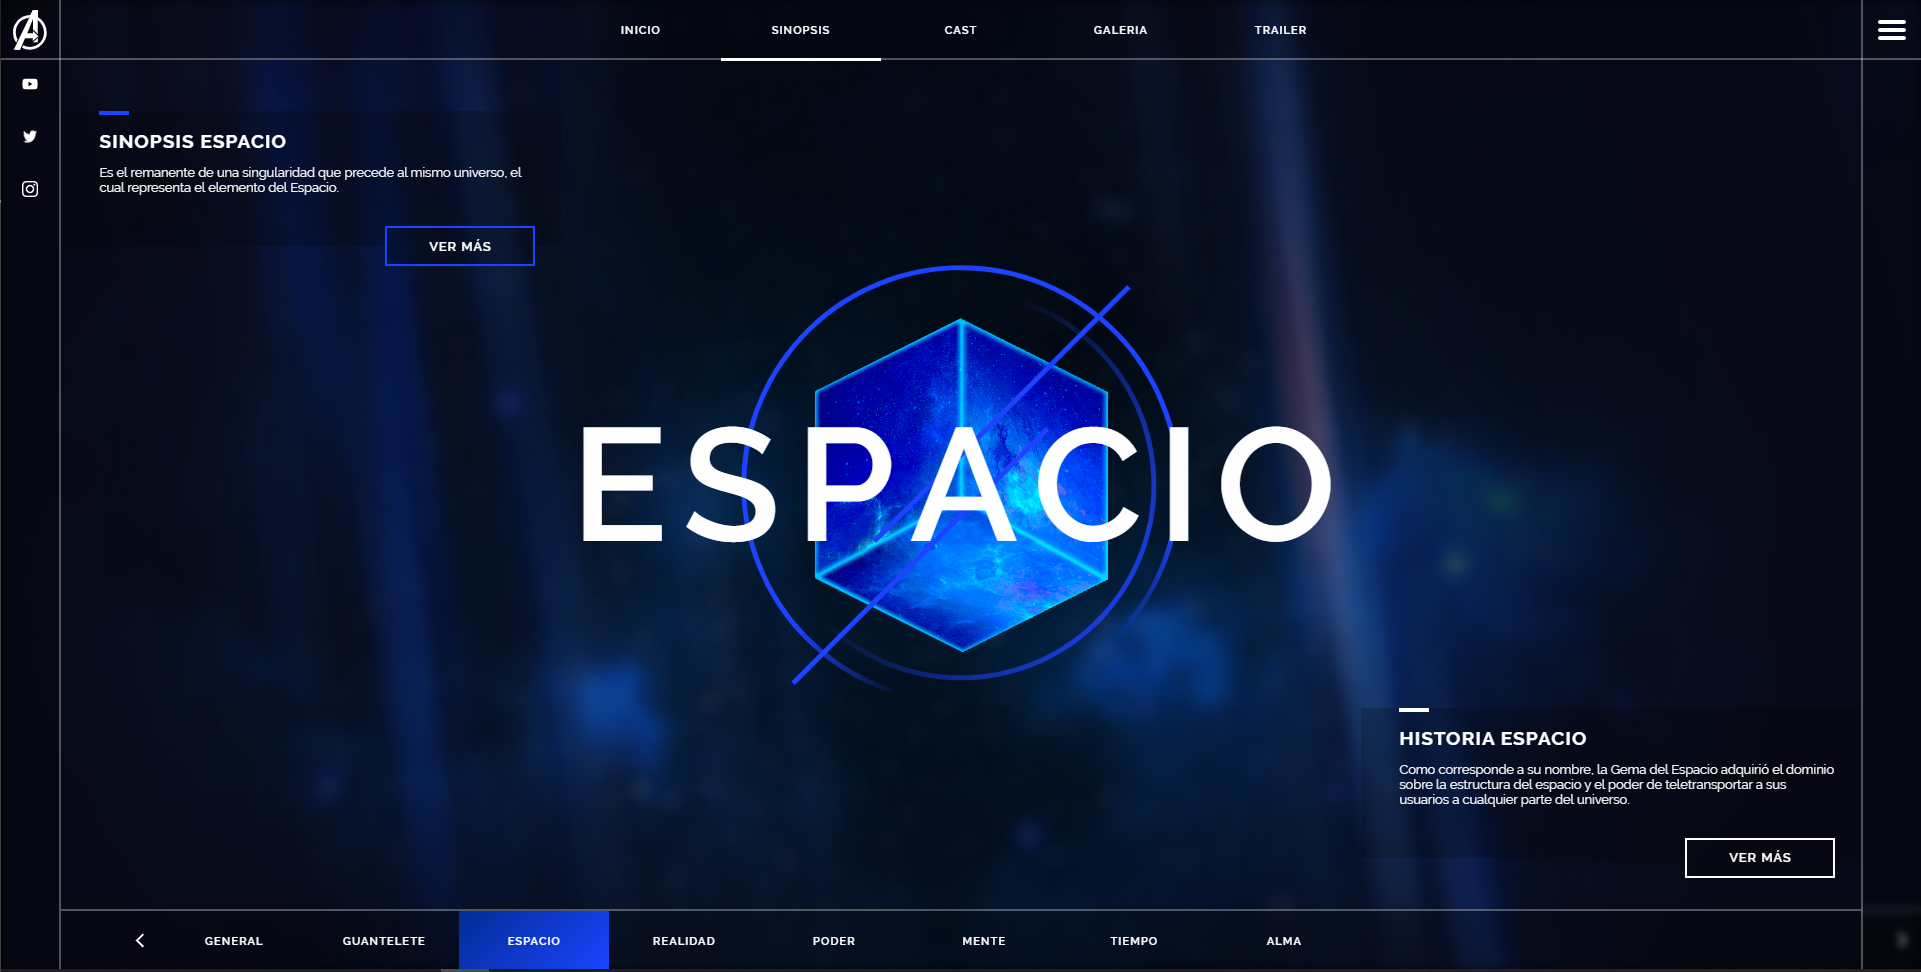 INICIO
SINOPSIS
CAST
GALERIA
TRAILER
SINOPSIS ESPACIO
Es el remanente de una singularidad que precede al mismo universo, el
cual representa el elemento del Espacio.
VER MÁS
ESPACIO
HISTORIA ESPACIO
Como corresponde a su nombre, la Gema del Espacio adquirió el dominio
sobre la estructura del espacio y el poder de teletransportar a sus
usuarios a cualquier parte del universo.
VER MÁS
GENERAL
GUANTELETE
ESPACIO
REALIDAD
PODER
MENTE
TIEMPO
ALMA